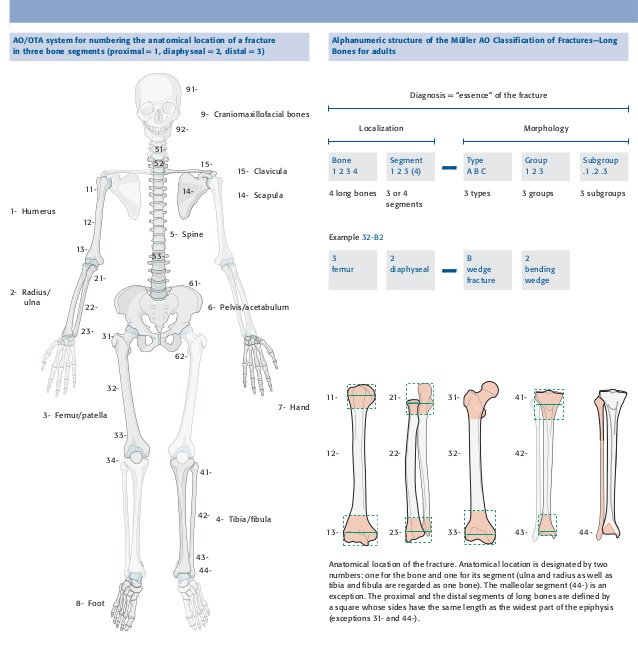 AO/OTA system for numbering the anatomical location of a fracture
in three bone segments (proximal = 1, diaphyseal = 2, distal = 3)
91-
9- Craniomaxillofacial bones
92-
51-
52-
15-
15- Clavicula
14-
14- Scapula
11-
1- Humerus
12-
5- Spine
13-
53-
21-
61-
2- Radius/
ulna
22-
6- Pelvis/acetabulum
23-
31-
62-
32-
3- Femur/patella
7- Hand
33-
34-
41-
42-
4- Tibia/fibula
43-
44-
8- Foot
Alphanumeric structure of the Müller AO Classification of Fractures—Long
Bones for adults
Diagnosis = “essence” of the fracture
Localization
Morphology
Bone
1 2 3 4
Segment
1 2 3 (4)
Type
A B C
Group
1 2 3
Subgroup
.1 .2 .3
4 long bones
3 or 4
segments
3 types
3 groups
3 subgroups
Example 32-B2
3
femur
2
diaphyseal
B
wedge
fracture
2
bending
wedge
11-
21-
31-
41-
12-
22-
32-
42-
13-
23-
33-
43-
44-
Anatomical location of the fracture. Anatomical location is designated by two
numbers: one for the bone and one for its segment (ulna and radius as well as
tibia and fibula are regarded as one bone). The malleolar segment (44-) is an
exception. The proximal and the distal segments of long bones are defined by
a square whose sides have the same length as the widest part of the epiphysis
(exceptions 31- and 44-).